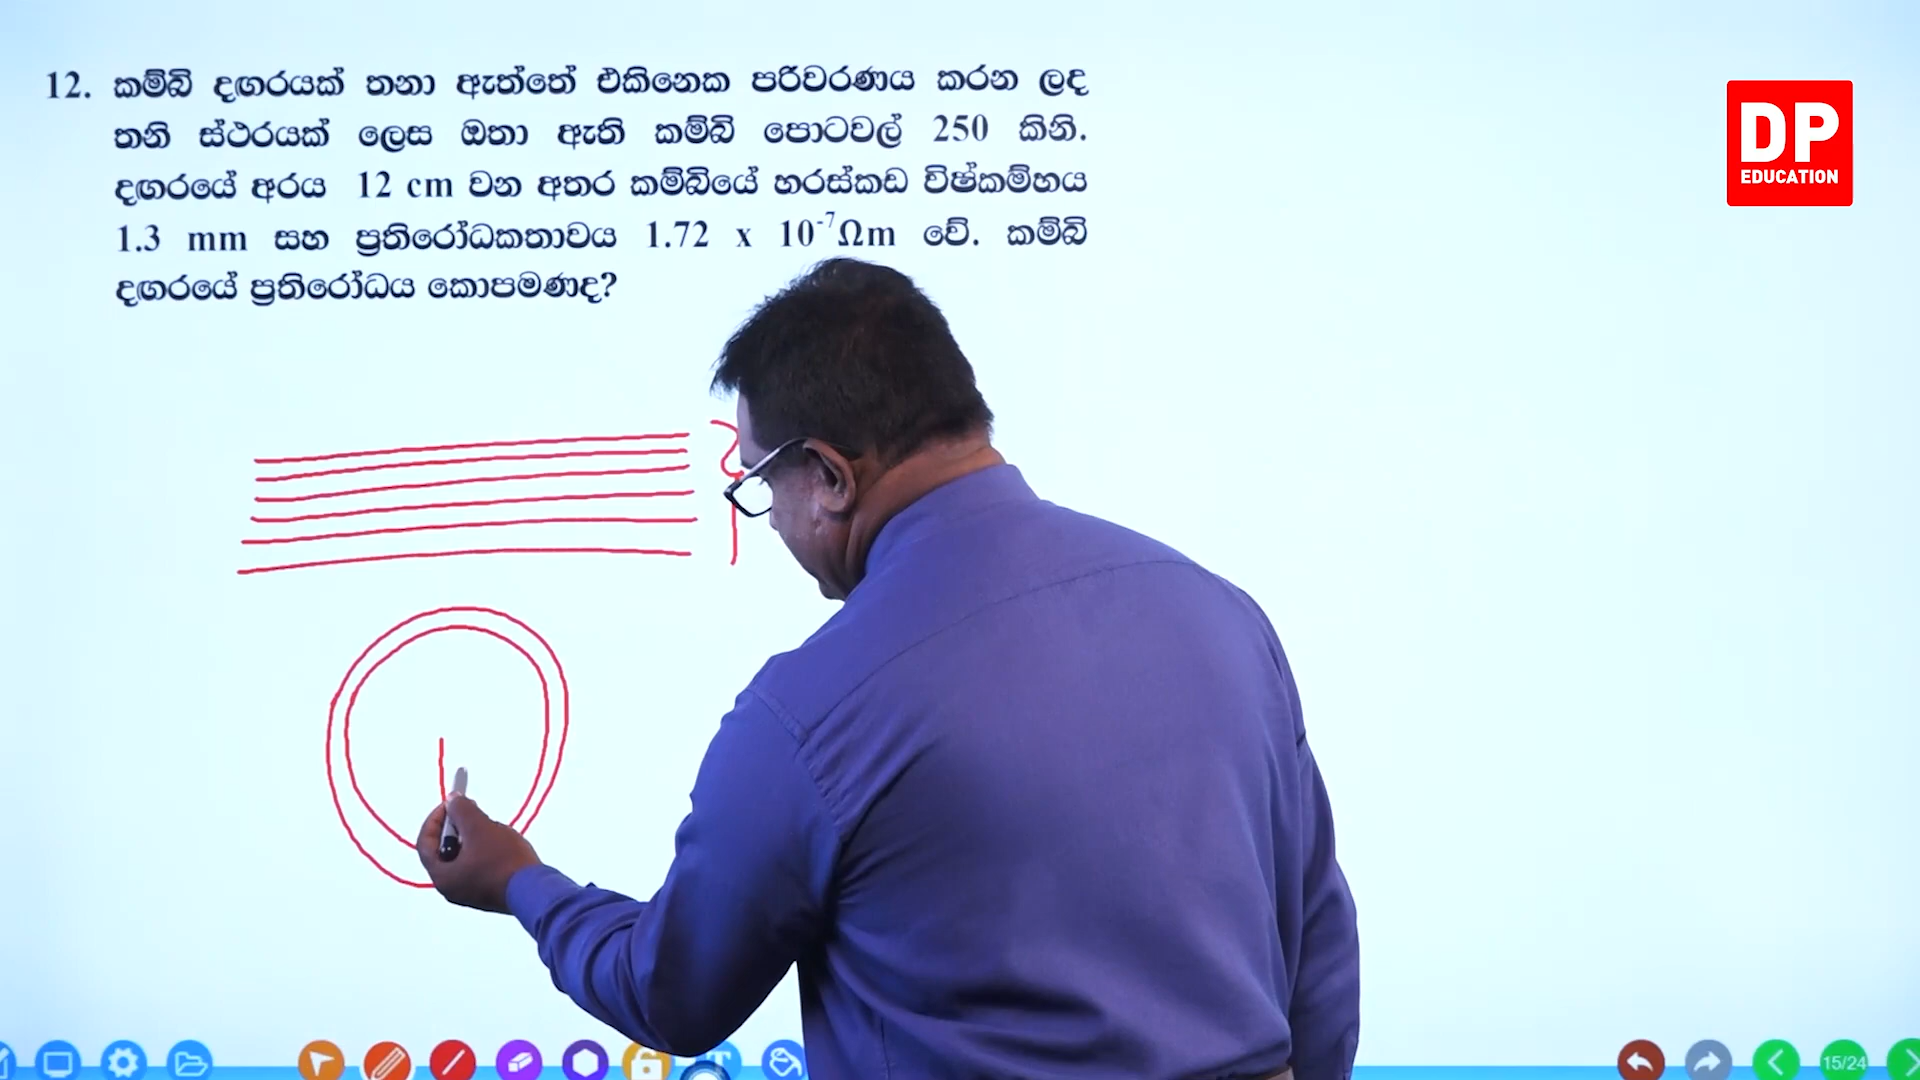 12. කම්බි දඟරයක් තනා ඇත්තේ එකිනෙක පරිවරණය කරන ලද
තනි ස්ථරයක් ලෙස ඔතා ඇති කම්බි පොටවල් 250 කිනි.
දඟරයේ අරය 12 cm වන අතර කම්බියේ හරස්කඩ විෂ්කම්භය
1.3 mm සහ ප්‍රතිරෝධකතාවය 1.72 x 10⁻⁷Ωm වේ. කම්බි
දඟරයේ ප්‍රතිරෝධය කොපමණද?
DP
EDUCATION
15/24